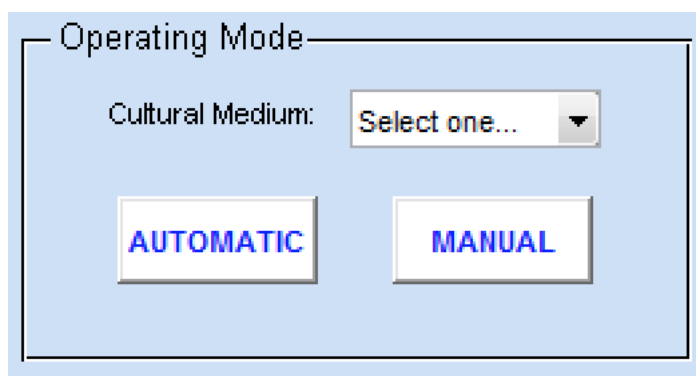 Operating Mode
Cultural Medium: Select one...
AUTOMATIC MANUAL